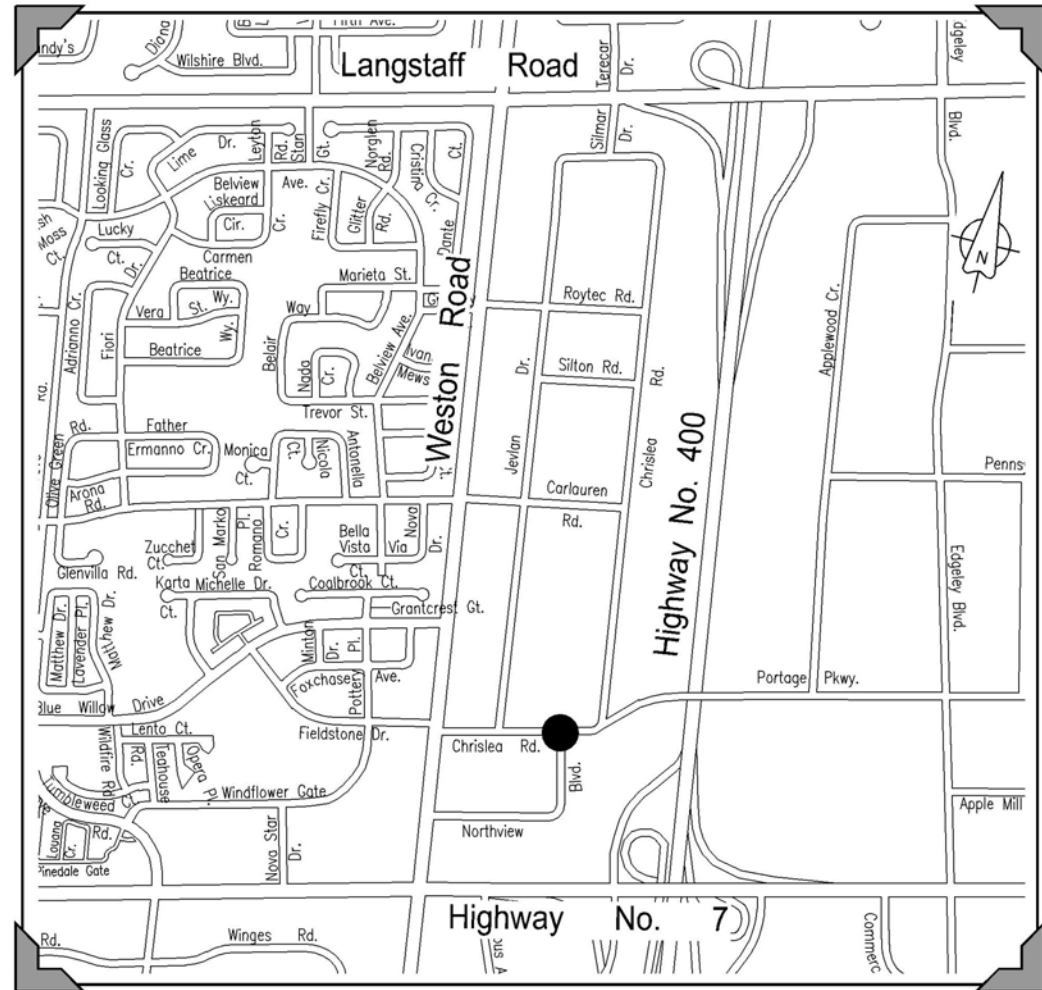 Fifth Ave.
Diana
Wilshire Blvd.
Langstaff Road
Terecar
Dr.
Edgeley
Blvd.
Silmar
Dr.
Looking Glass
Cr.
Lime Dr.
Leyton
Rd.
Stan
Gt.
Norglen
Rd.
Cristina
Cr.
Ct.
Dante
Belview
Ave.
Liskeard
Cir.
Cr.
Firefly Cr.
Glitter
Rd.
Moss
Ct.
Lucky
Ct.
Dr.
Carmen
Beatrice
Wy.
Marieta St.
N
Adrianno Cr.
Fiori
Vera
St.
Wy.
Beatrice
Way
Belair
Belview Ave.
Ivan
Mews
Nada
Cr.
Trevor St.
Weston Road
Roytec Rd.
Silton Rd.
Dr.
Jevlan
Rd.
Chrislea
Applewood Cr.
Highway No. 400
Rd.
Olive Green
Rd.
Father
Ermanno Cr.
Monica
Ct.
Ct.
Nicola
Antonella
Arona
Rd.
Carlauren
Rd.
Penns
Zucchet
Ct.
San Marko
Pl.
Romano
Cr.
Bella
Vista
Ct.
Via
Nova
Dr.
Glenvilla Rd.
Karta
Ct.
Michelle Dr.
Coalbrook Ct.
Grantcrest Gt.
Edgeley Blvd.
Matthew Dr.
Lavender Pl.
Matthew Dr.
Minton
Dr.
Pl.
Foxchase
Ave.
Pottery
Portage Pkwy.
Blue Willow Drive
Lento Ct.
Fieldstone Dr.
Chrislea Rd.
Blvd.
Wildfire Rd.
Rd.
Teahouse
Opera Pl.
Tumbleweed Ct.
Windflower Gate
Northview
Apple Mill
Louana
Cr.
Rd.
Pinedale Gate
Nova Star
Dr.
Highway No. 7
Rd.
Winges Rd.
Commerc